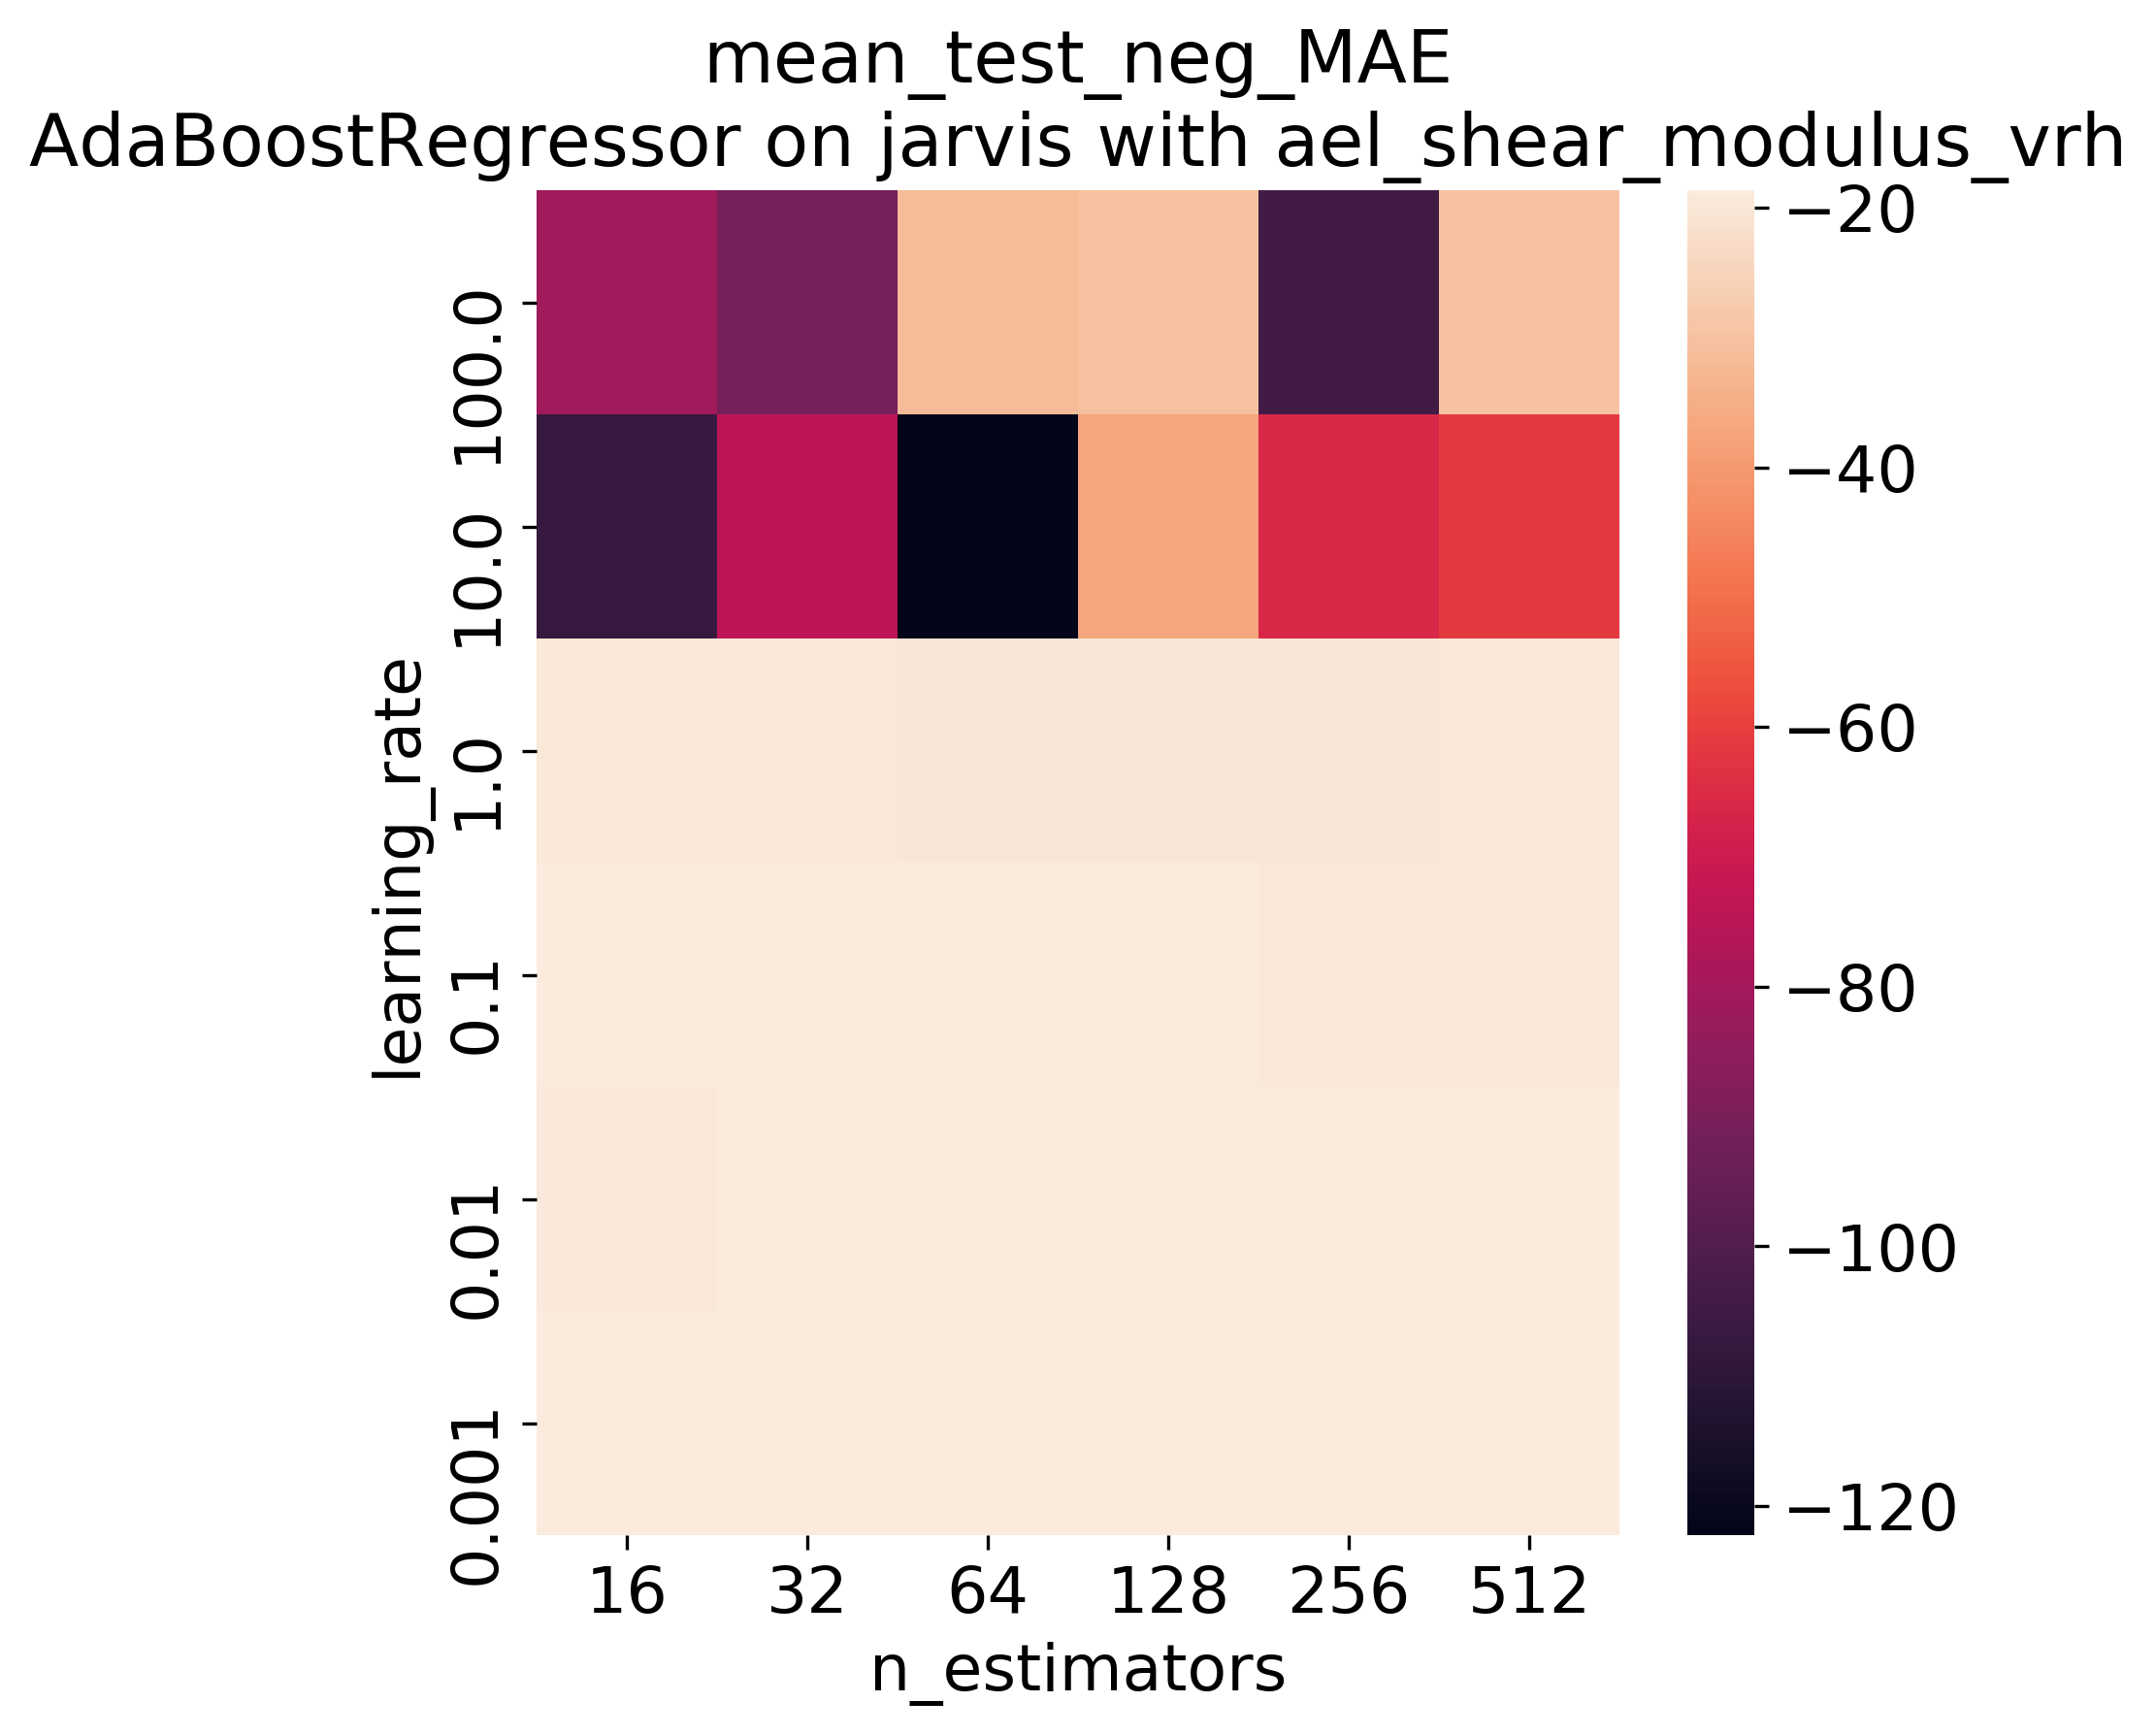 mean_test_neg_MAE
AdaBoostRegressor on jarvis with ael_shear_modulus_vrh
learning_rate
100.0
10.0
1.0
0.1
0.01
0.001
16 32 64 128 256 512
n_estimators
−20
−40
−60
−80
−100
−120